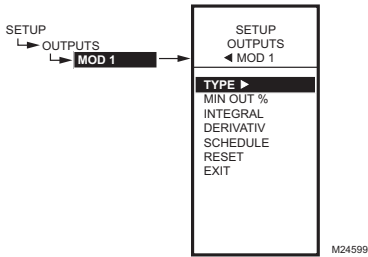 SETUP
OUTPUTS
MOD 1
SETUP
OUTPUTS
◄ MOD 1
TYPE ►
MIN OUT %
INTEGRAL
DERIVATIV
SCHEDULE
RESET
EXIT
M24599